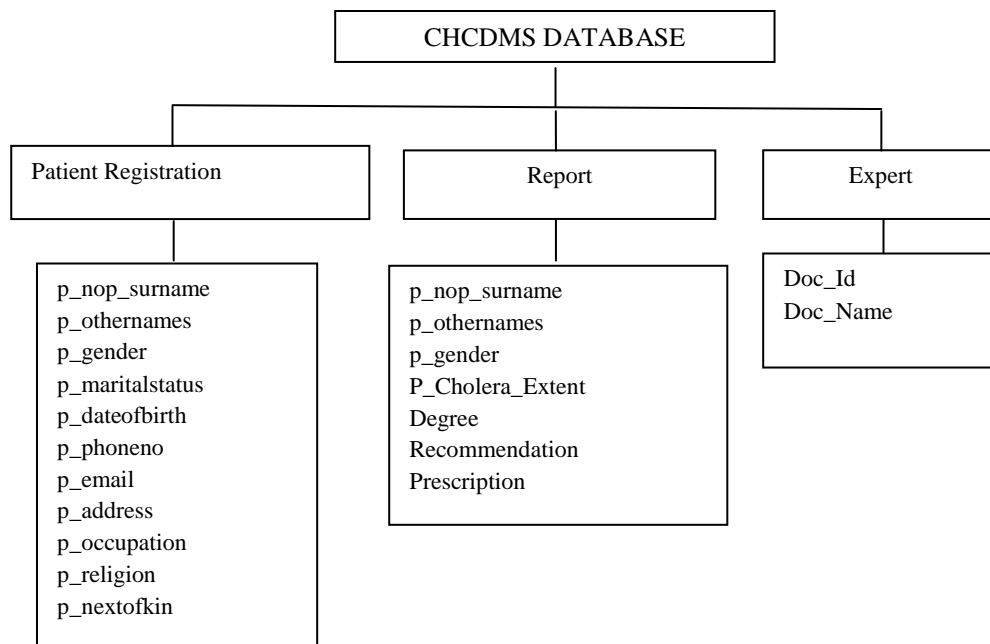 CHCDMS DATABASE
Patient Registration
Report
Expert
p_nop_surname
p_othernames
p_gender
p_maritalstatus
p_dateofbirth
p_phoneno
p_email
p_address
p_occupation
p_religion
p_nextofkin
p_nop_surname
p_othernames
p_gender
P_Cholera_Extent
Degree
Recommendation
Prescription
Doc_Id
Doc_Name